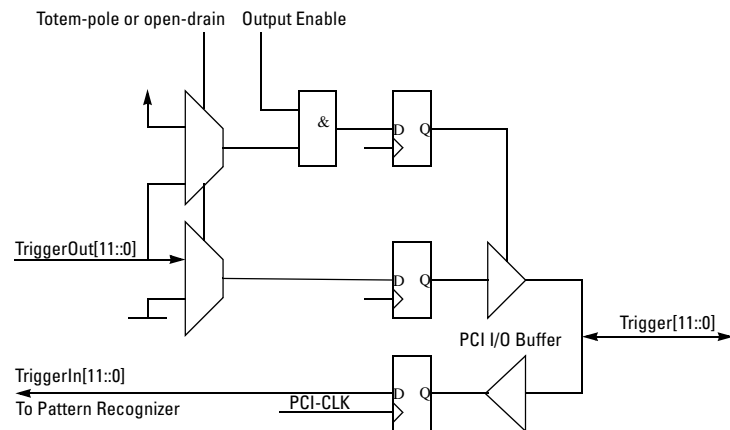 Totem-pole or open-drain Output Enable
&
D Q
TriggerOut[11::0]
D Q
PCI I/O Buffer
Trigger[11::0]
TriggerIn[11::0]
D Q
PCI-CLK
To Pattern Recognizer